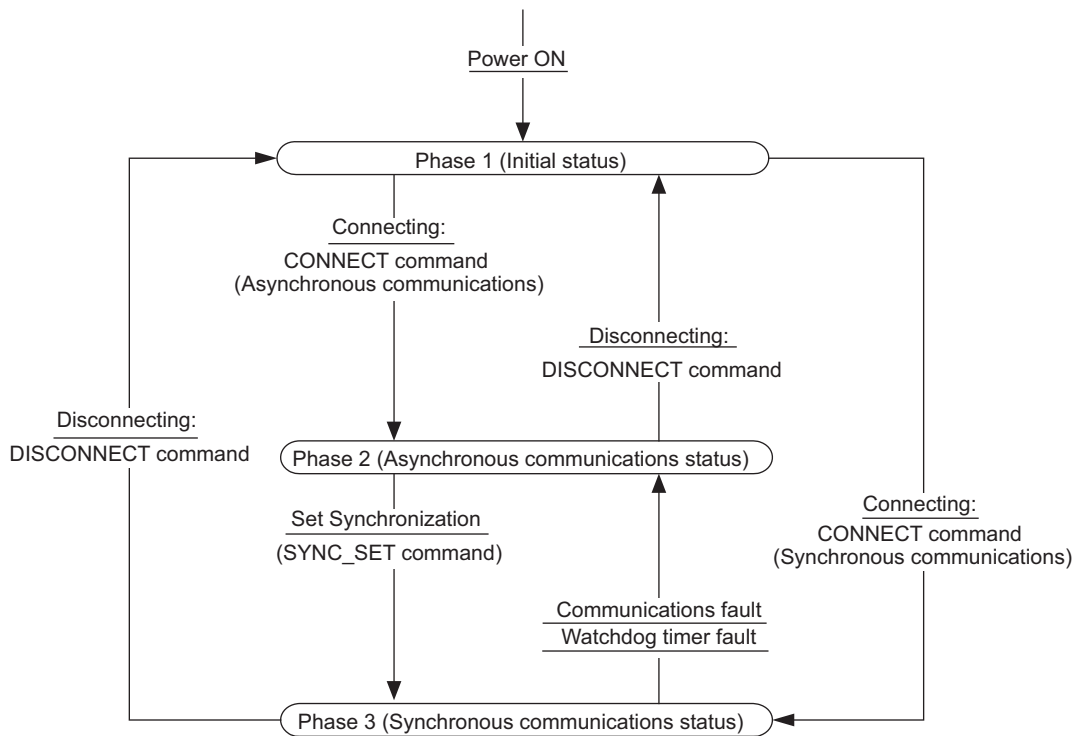 Power ON
Phase 1 (Initial status)
Connecting:
CONNECT command
(Asynchronous communications)
Disconnecting:
DISCONNECT command
Disconnecting:
DISCONNECT command
Phase 2 (Asynchronous communications status)
Set Synchronization
(SYNC_SET command)
Connecting:
CONNECT command
(Synchronous communications)
Communications fault
Watchdog timer fault
Phase 3 (Synchronous communications status)